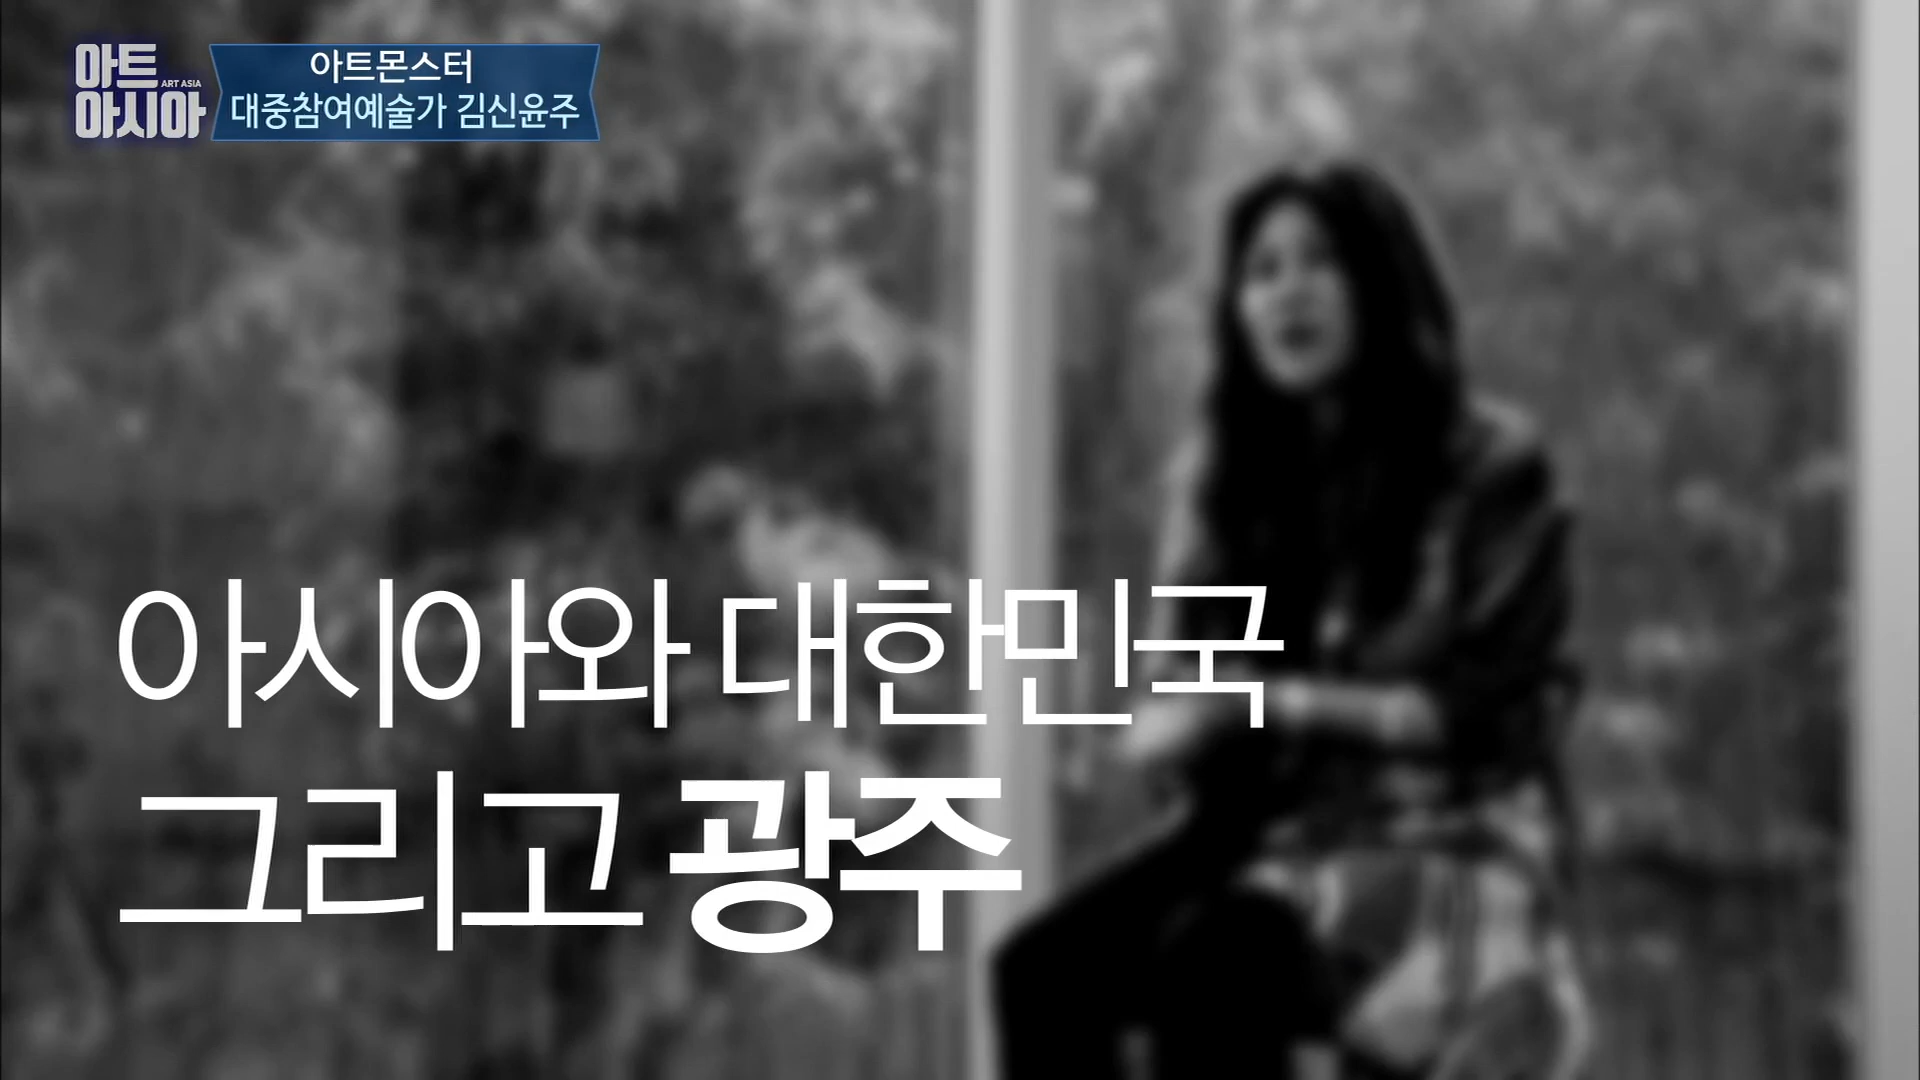 아트
ART ASIA
아시아
아트몬스터
대중참여예술가 김신윤주
아시아와 대한민국
그리고 광주